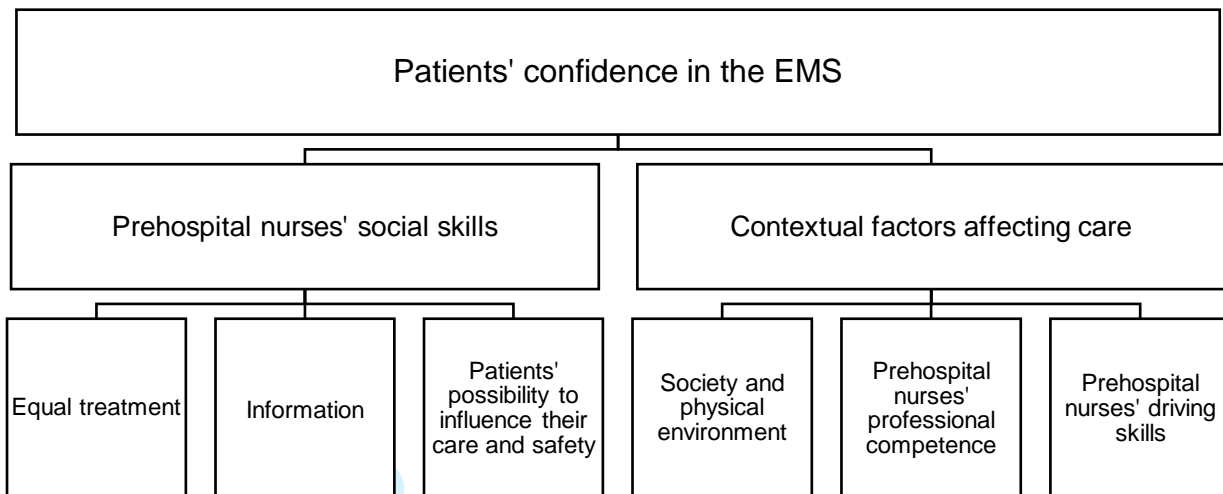 Patients' confidence in the EMS
Prehospital nurses' social skills
Contextual factors affecting care
Equal treatment
Information
Patients'
possibility to
influence their
care and safety
Society and
physical
environment
Prehospital
nurses'
professional
competence
Prehospital
nurses' driving
skills